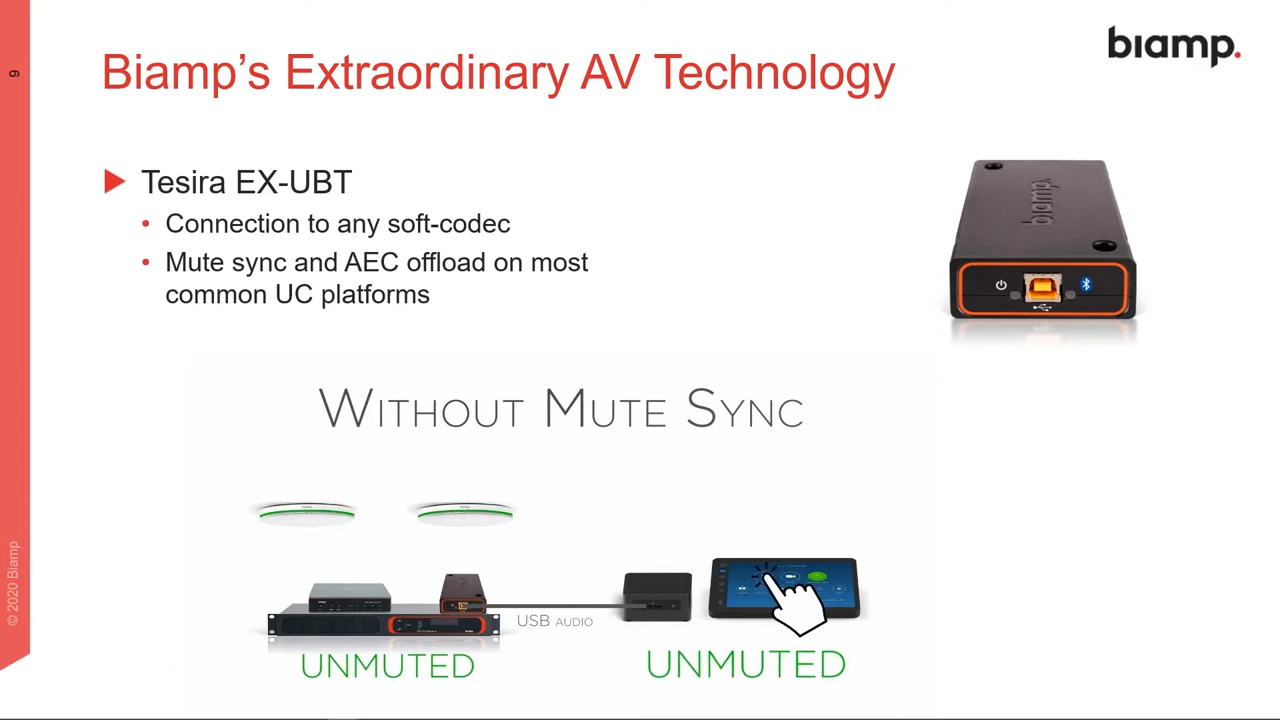 9
biamp.
Biamp's Extraordinary AV Technology
Tesira EX-UBT
• Connection to any soft-codec
• Mute sync and AEC offload on most
common UC platforms
biamp.
WITHOUT MUTE SYNC
USB AUDIO
UNMUTED
UNMUTED
© 2020 Biamp